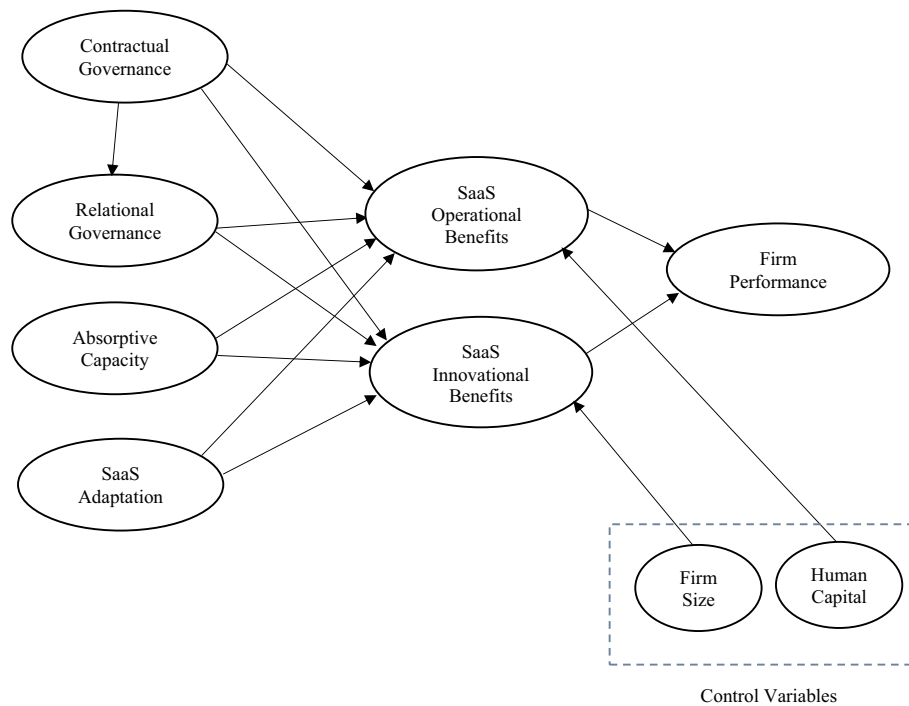 Contractual
Governance
Relational
Governance
Absorptive
Capacity
SaaS
Adaptation
SaaS
Operational
Benefits
SaaS
Innovational
Benefits
Firm
Performance
Firm
Size
Human
Capital
Control Variables